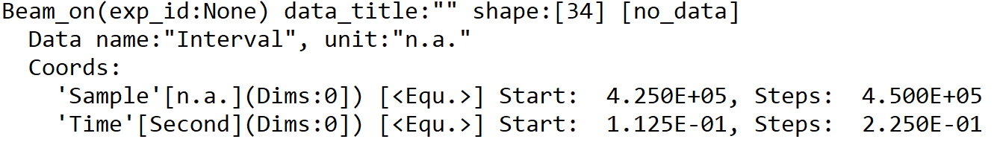 Beam_on(exp_id:None) data_title:"" shape:[34] [no_data]
  Data name:"Interval", unit:"n.a."
  Coords:
    'Sample'[n.a.](Dims:0]) [<Equ.>] Start:  4.250E+05, Steps:  4.500E+05
    'Time'[Second](Dims:0]) [<Equ.>] Start:  1.125E-01, Steps:  2.250E-01